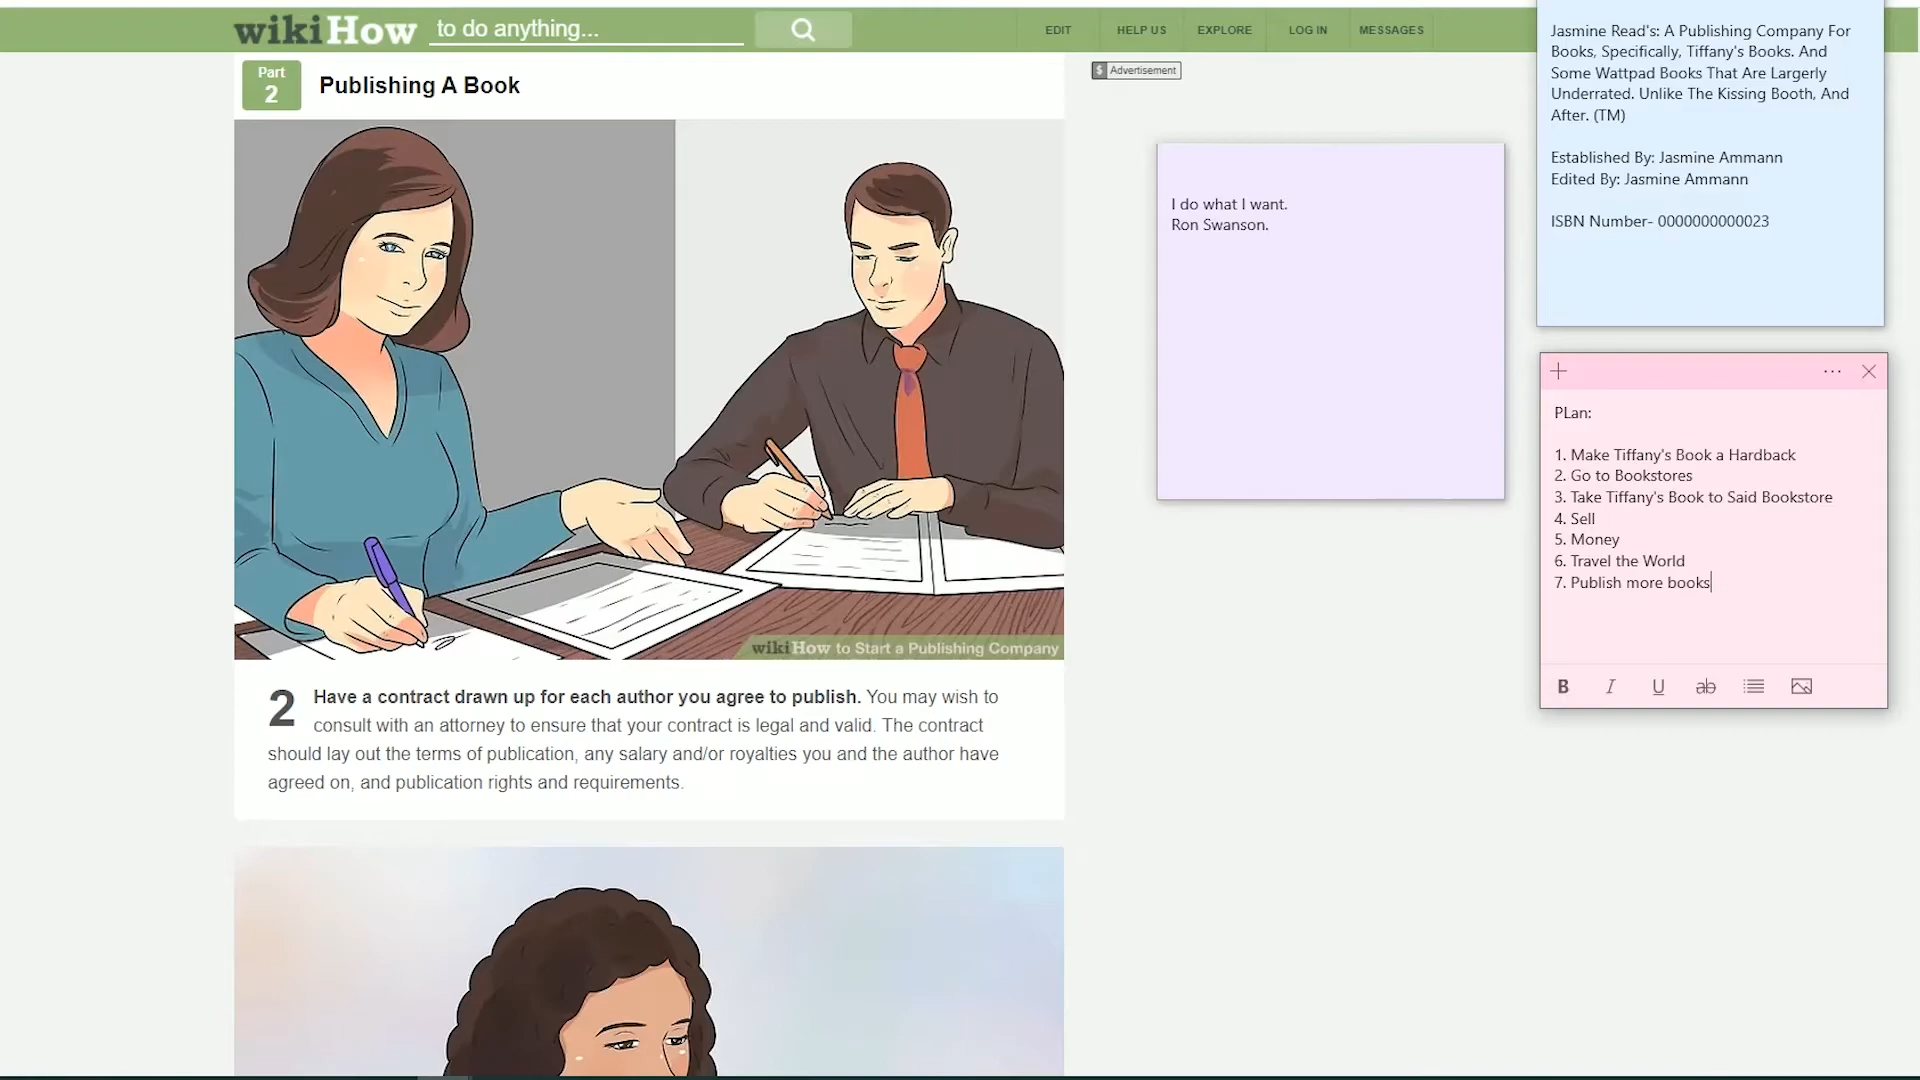 wikiHow to do anything...
EDIT
HELP US
EXPLORE
LOG IN
MESSAGES
Part
2
Publishing A Book
$ Advertisement
wikiHow to Start a Publishing Company
2 Have a contract drawn up for each author you agree to publish. You may wish to
consult with an attorney to ensure that your contract is legal and valid. The contract
should lay out the terms of publication, any salary and/or royalties you and the author have
agreed on, and publication rights and requirements.
I do what I want.
Ron Swanson.
Jasmine Read's: A Publishing Company For
Books, Specifically, Tiffany's Books. And
Some Wattpad Books That Are Largerly
Underrated. Unlike The Kissing Booth, And
After. (TM)
Established By: Jasmine Ammann
Edited By: Jasmine Ammann
ISBN Number- 0000000000023
PLan:
1. Make Tiffany's Book a Hardback
2. Go to Bookstores
3. Take Tiffany's Book to Said Bookstore
4. Sell
5. Money
6. Travel the World
7. Publish more books
B I U ab